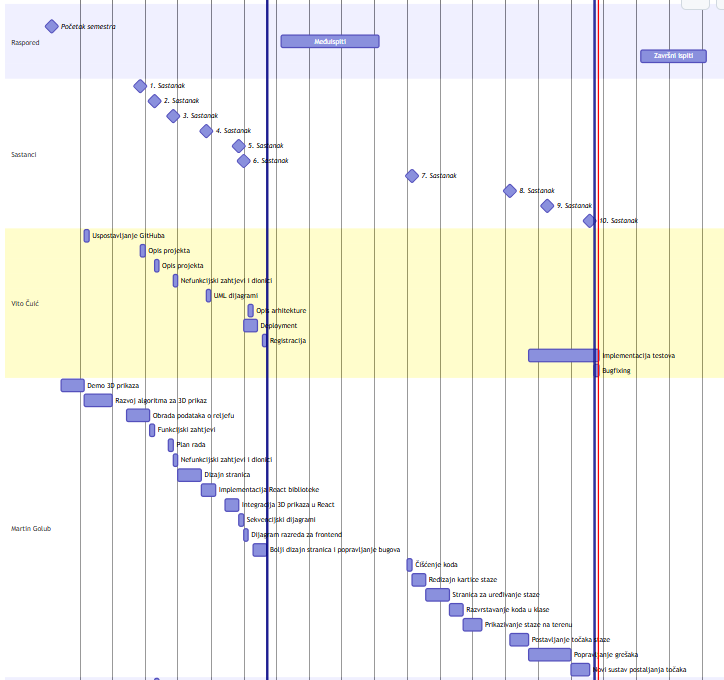 Početak semestra
Raspored
Međuispiti
Završni ispiti
1. Sastanak
2. Sastanak
3. Sastanak
4. Sastanak
5. Sastanak
Sastanci
6. Sastanak
7. Sastanak
8. Sastanak
9. Sastanak
10. Sastanak
Uspostavljanje GitHuba
Opis projekta
Opis projekta
Nefunkcijski zahtjevi i dionici
UML dijagrami
Vito Čuić
Opis arhitekture
Deployment
Registracija
Implementacija testova
Bugfixing
Demo 3D prikaza
Razvoj algoritma za 3D prikaz
Obrada podataka o reljefu
Funkcijski zahtjevi
Plan rada
Nefunkcijski zahtjevi i dionici
Dizajn stranica
Implementacija React biblioteke
Integracija 3D prikaza u React
Sekvencijski dijagrami
Martin Golub
Dijagram razreda za frontend
Bolji dizajn stranica i popravljanje bugova
Čišćenje koda
Redizajn kartice staze
Stranica za uređivanje staze
Razvrstavanje koda u klase
Prikazivanje staze na terenu
Postavljanje točaka staze
Popravljanje grešaka
Novi sustav postaljanja točaka